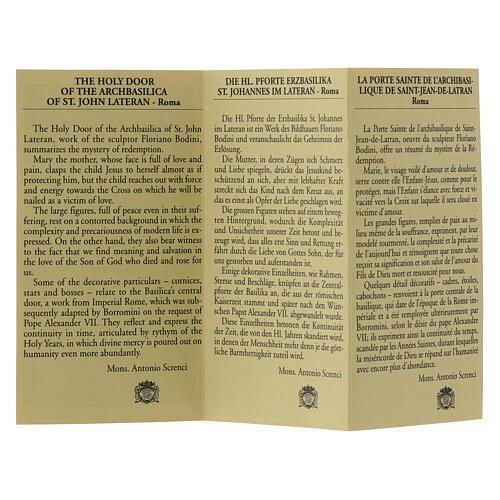 THE HOLY DOOR
OF THE ARCHBASILICA
OF ST. JOHN LATERAN - Roma
The Holy Door of the Archbasilica of St. John
Lateran, work of the sculptor Floriano Bodini,
summarizes the mystery of redemption.
Mary the mother, whose face is full of love and
pain, clasps the child Jesus to herself almost as if
protecting him, but the child reaches out with force
and energy towards the Cross on which he will be
nailed as a victim of love.
The large figures, full of peace even in their suf-
fering, rest on a contorted background in which the
complexity and precariousness of modern life is ex-
pressed. On the other hand, they also bear witness
to the fact that we find meaning and salvation in
the love of the Son of God who died and rose for
us.
Some of the decorative particulars – cornices,
stars and bosses – relate to the Basilica's central
door, a work from Imperial Rome, which was sub-
sequently adapted by Borromini on the request of
Pope Alexander VII. They reflect and express the
continuity in time, articulated by rythym of the
Holy Years, in which divine mercy is poured out on
humanity even more abundantly.
Mons. Antonio Screnci
DIE HL. PFORTE ERZBASILIKA
ST. JOHANNES IM LATERAN - Roma
Die Hl. Pforte der Erzbasilika St. Johannes
im Lateran ist ein Werk des Bildhauers Floriano
Bodini und veranschaulicht das Geheimnis der
Erlösung.
Die Mutter, in deren Zügen sich Schmerz
und Liebe spiegeln, drückt das Jesuskind be-
schützend an sich, aber mit lebhafter Kraft
streckt sich das Kind nach dem Kreuz aus, an
das es einst als Opfer der Liebe geschlagen wird.
Die grossen Figuren stehen auf einem beweg-
ten Hintergrund, der von der Komplexität
und Unsicherheit unserer Zeit betont und be-
zeugt wird, dass alles erst Sinn und Rettung er-
fährt durch die Liebe von Gottes Sohn, der für
uns gestorben und auferstanden ist.
Einige dekorative Einzelheiten, wie Rahmen,
Sterne und Beschläge, knüpfen an die Zentral-
pforte der Basilika an, die aus der römischen
Kaiserzeit stammt und später nach den Wün-
schen Papst Alexander VII. abgewandelt wurde.
Diese Einzelheiten betonen die Kontinuität
der Zeit, die von den Hl. Jahren skandiert wird,
in denen der Menschheit mehr denn je die gött-
liche Barmherzigkeit zuteil wird.
Mons. Antonio Screnci
LA PORTE SAINTE DE L'ARCHIBASI-
LIQUE DE SAINT-JEAN-DE-LATRAN
Roma
La Porte Sainte de l'archibasilique de Saint-
Jean-de-Latran, oeuvre du sculpteur Floriano
Bodini, offre un résumé du mystère de la Ré-
demption.
Marie, le visage voilé d'amour et de douleur,
serre contre elle l'Enfant-Jésus, comme pour le
protéger, mais l'Enfant s'élance avec force et vi-
vacité vers la Croix sur laquelle il sera cloué en
victime d'amour.
Les grandes figures, remplies de paix au mi-
lieu même de la souffrance, expriment, par leur
modelé tourmenté, la complexité et la précarité
de l'aujourd'hui et témoignent que toute chose
reçoit sa signification et son salut de l'amour du
Fils de Dieu mort et ressuscité pour nous.
Quelques détail décoratifs – cadres, étoiles,
cabochons – renvoient à la porte centrale de la
basilique, qui date de l'époque de la Rome im-
périale et a été remployée ultérieurement par
Borromini, selon le désir du pape Alexandre
VII; ils expriment ainsi la continuité du temps,
scandée par les Années Saintes, durant lesquelles
la miséricorde de Dieu se répand sur l'humanité
avec encore plus d'abondance.
Mons. Antonio Screnci